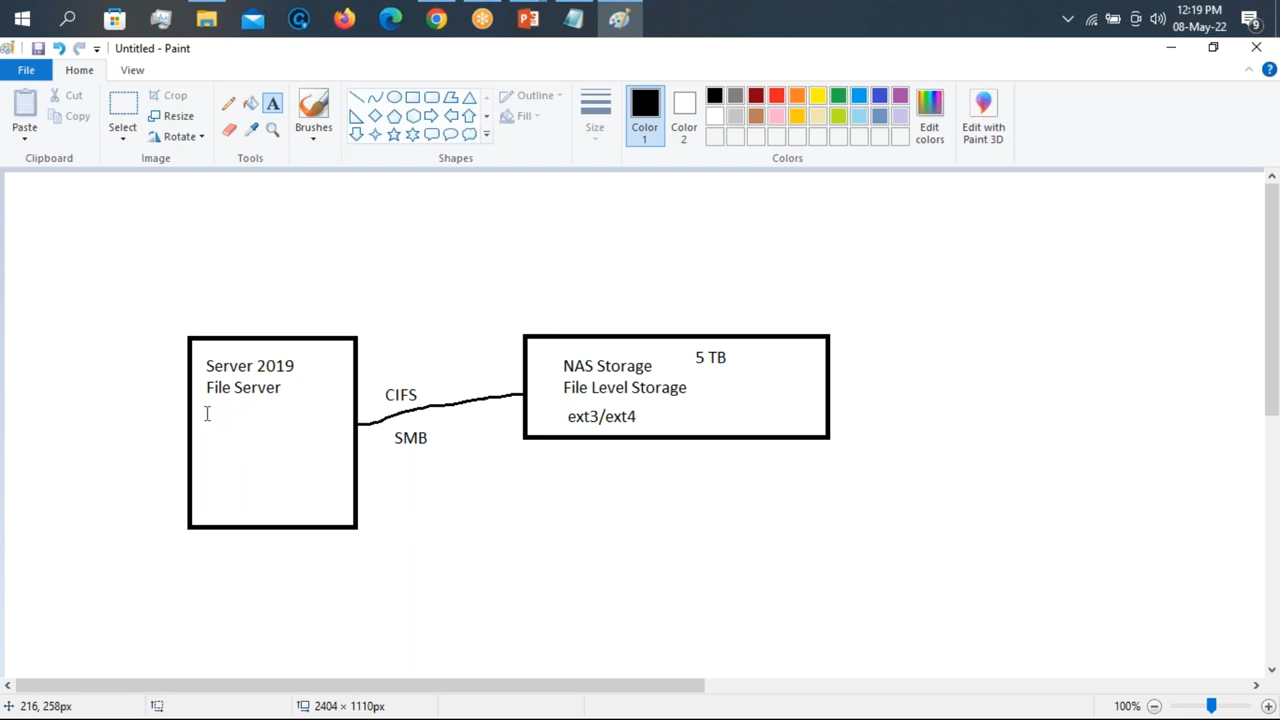 12:19 PM
08-May-22
9
Untitled - Paint
File
Home
View
Paste
Cut
Copy
Clipboard
Select
Crop
Resize
Rotate
Image
A
Tools
Brushes
Outline
Fill
Shapes
Size
Color
1
Color
2
Edit
colors
Colors
Edit with
Paint 3D
Server 2019
File Server
CIFS
SMB
NAS Storage
5 TB
File Level Storage
ext3/ext4
216, 258px
2404 × 1110px
100%